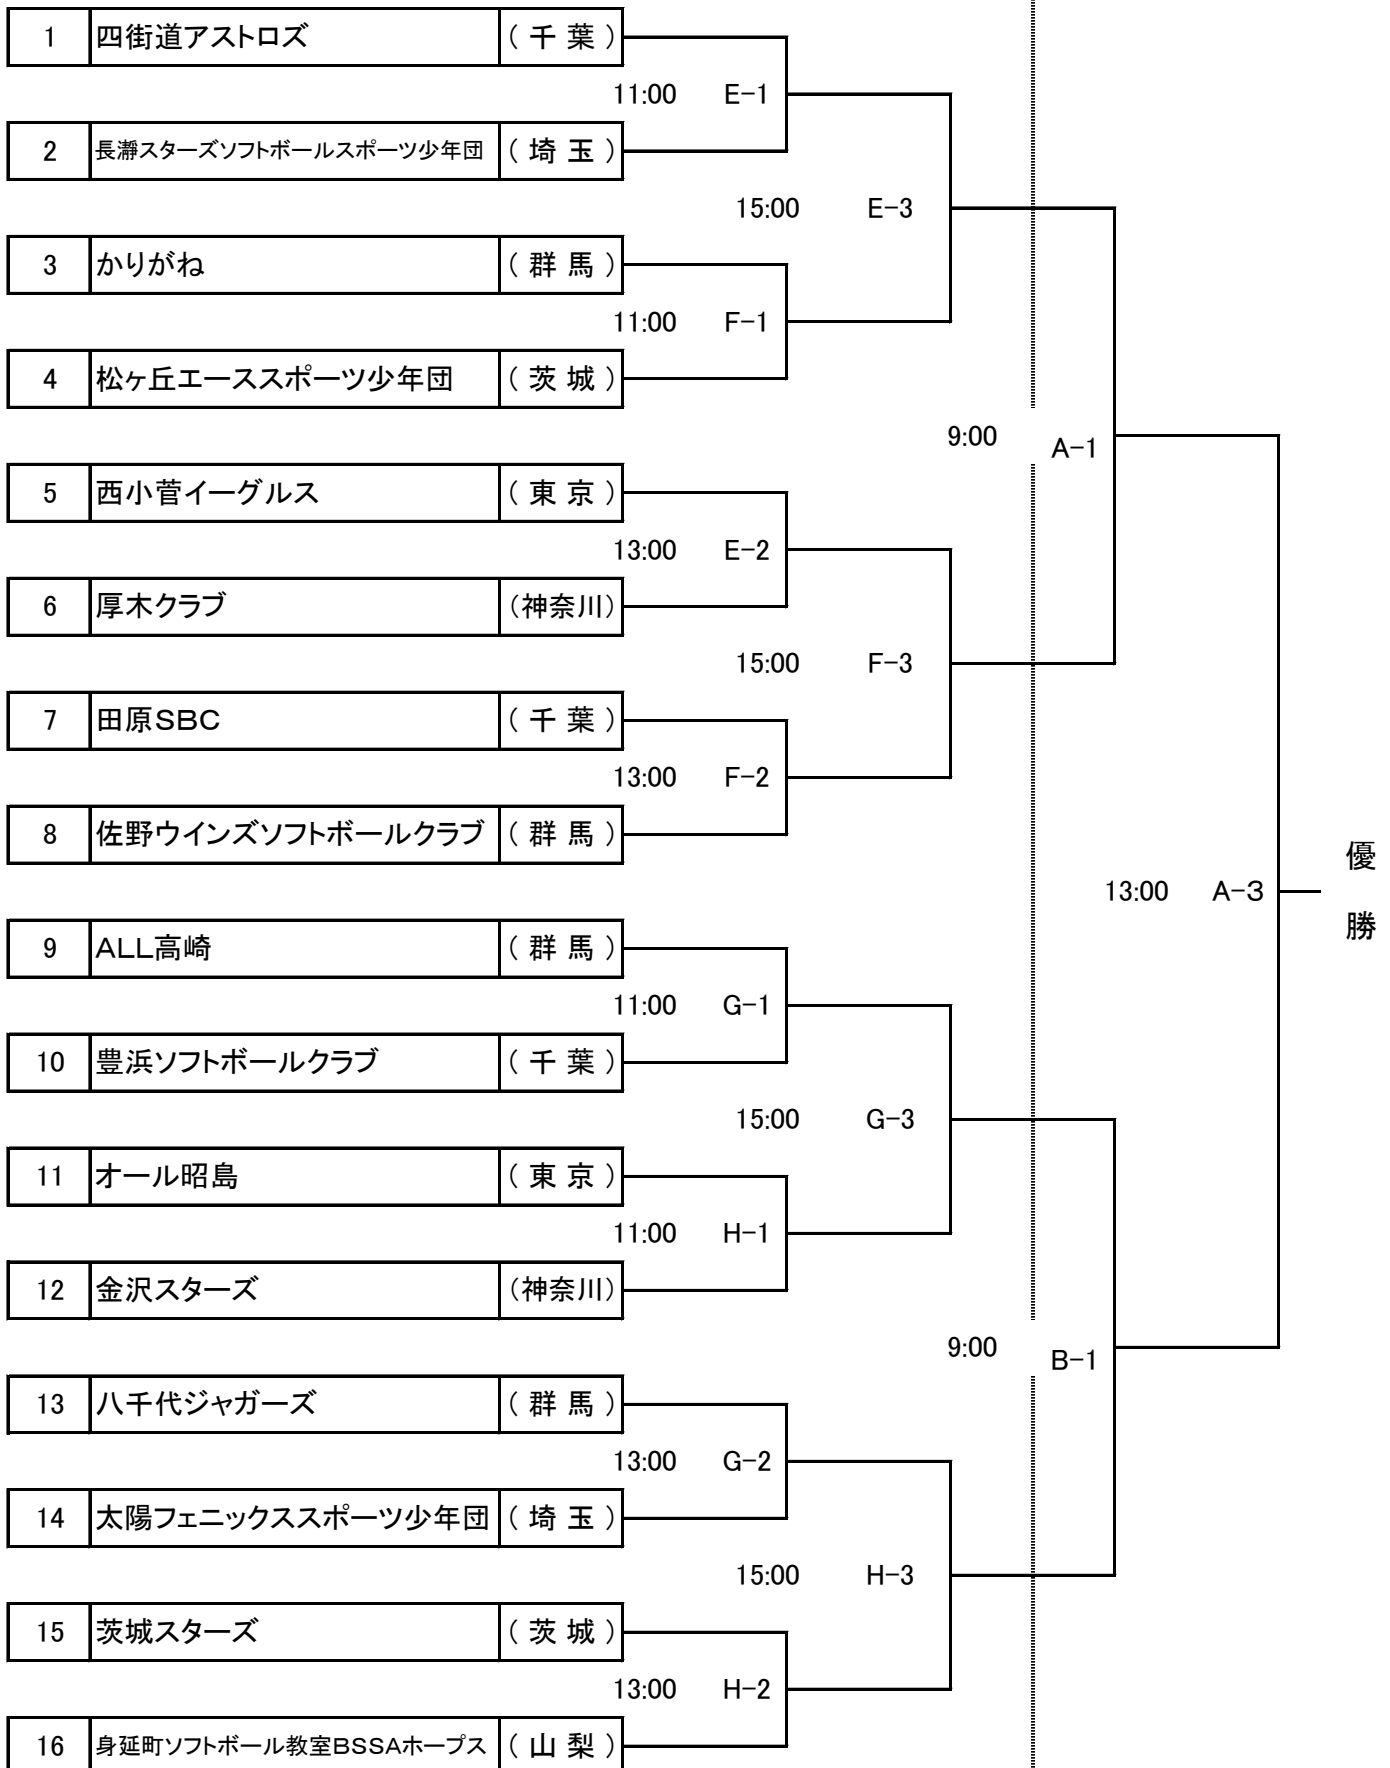 1 四街道アストロズ （ 千 葉 ）
11:00 E-1
2 長瀞スターズソフトボールスポーツ少年団 （ 埼 玉 ）
15:00 E-3
3 かりがね （ 群 馬 ）
11:00 F-1
4 松ヶ丘エーススポーツ少年団 （ 茨 城 ）
9:00 A-1
5 西小菅イーグルス （ 東 京 ）
13:00 E-2
6 厚木クラブ （神奈川）
15:00 F-3
7 田原SBC （ 千 葉 ）
13:00 F-2
8 佐野ウインズソフトボールクラブ （ 群 馬 ）
13:00 A-3
優
勝
9 ALL高崎 （ 群 馬 ）
11:00 G-1
10 豊浜ソフトボールクラブ （ 千 葉 ）
15:00 G-3
11 オール昭島 （ 東 京 ）
11:00 H-1
12 金沢スターズ （神奈川）
9:00 B-1
13 八千代ジャガーズ （ 群 馬 ）
13:00 G-2
14 太陽フェニックススポーツ少年団 （ 埼 玉 ）
15:00 H-3
15 茨城スターズ （ 茨 城 ）
13:00 H-2
16 身延町ソフトボール教室BSSAホープス （ 山 梨 ）